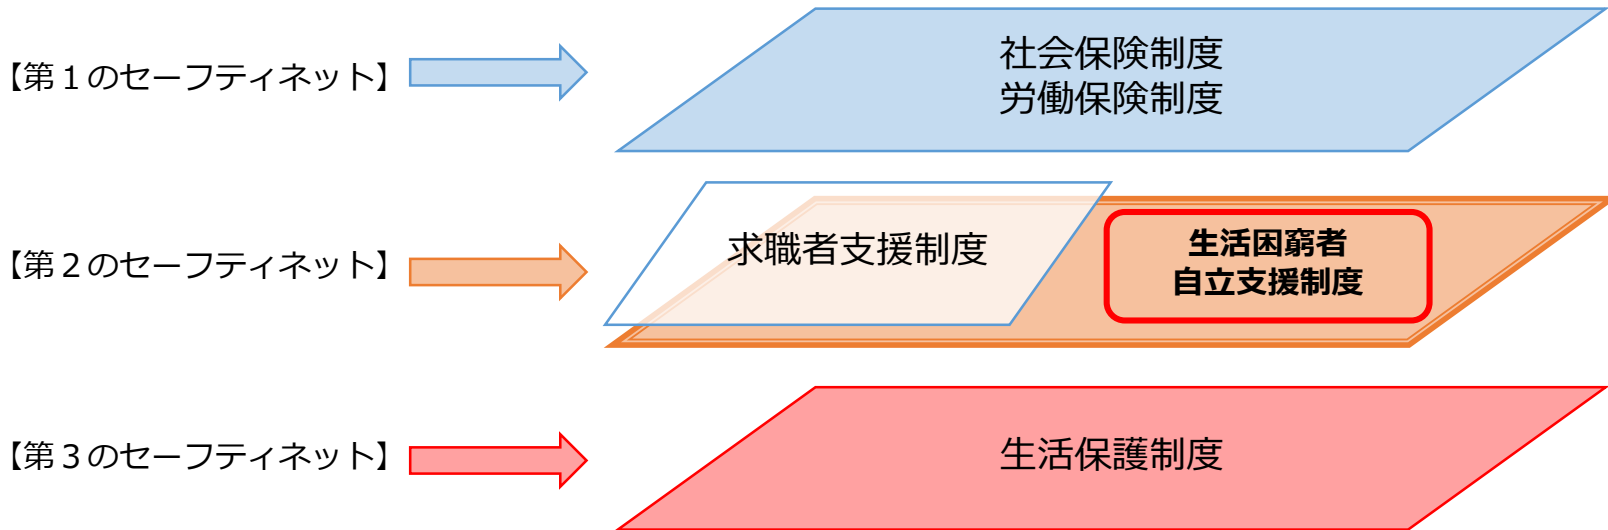 【第１のセーフティネット】
社会保険制度
労働保険制度
【第２のセーフティネット】
求職者支援制度
生活困窮者
自立支援制度
【第３のセーフティネット】
生活保護制度